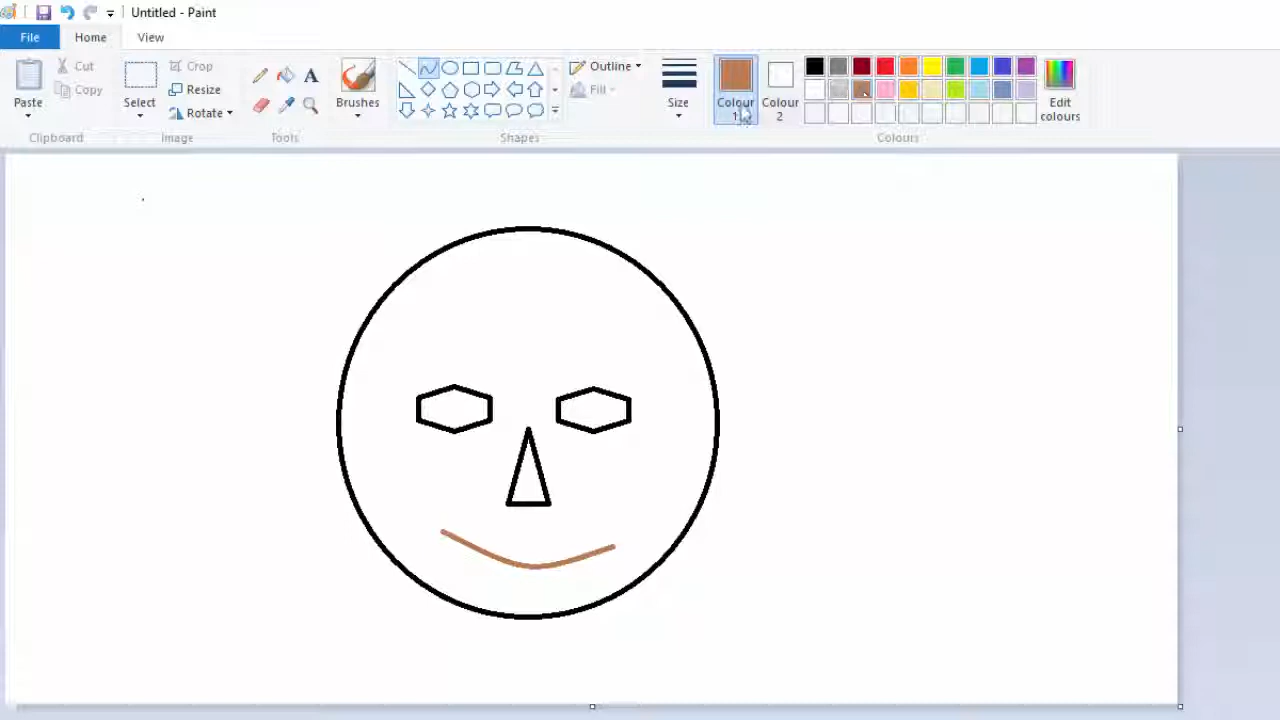 Untitled - Paint
File Home View
Cut
Copy
Paste
Crop
Resize
Rotate
Select
A
Brushes
Outline
Fill
Size
Colour
1
Colour
2
Edit
colours
Clipboard Image Tools Shapes Colours